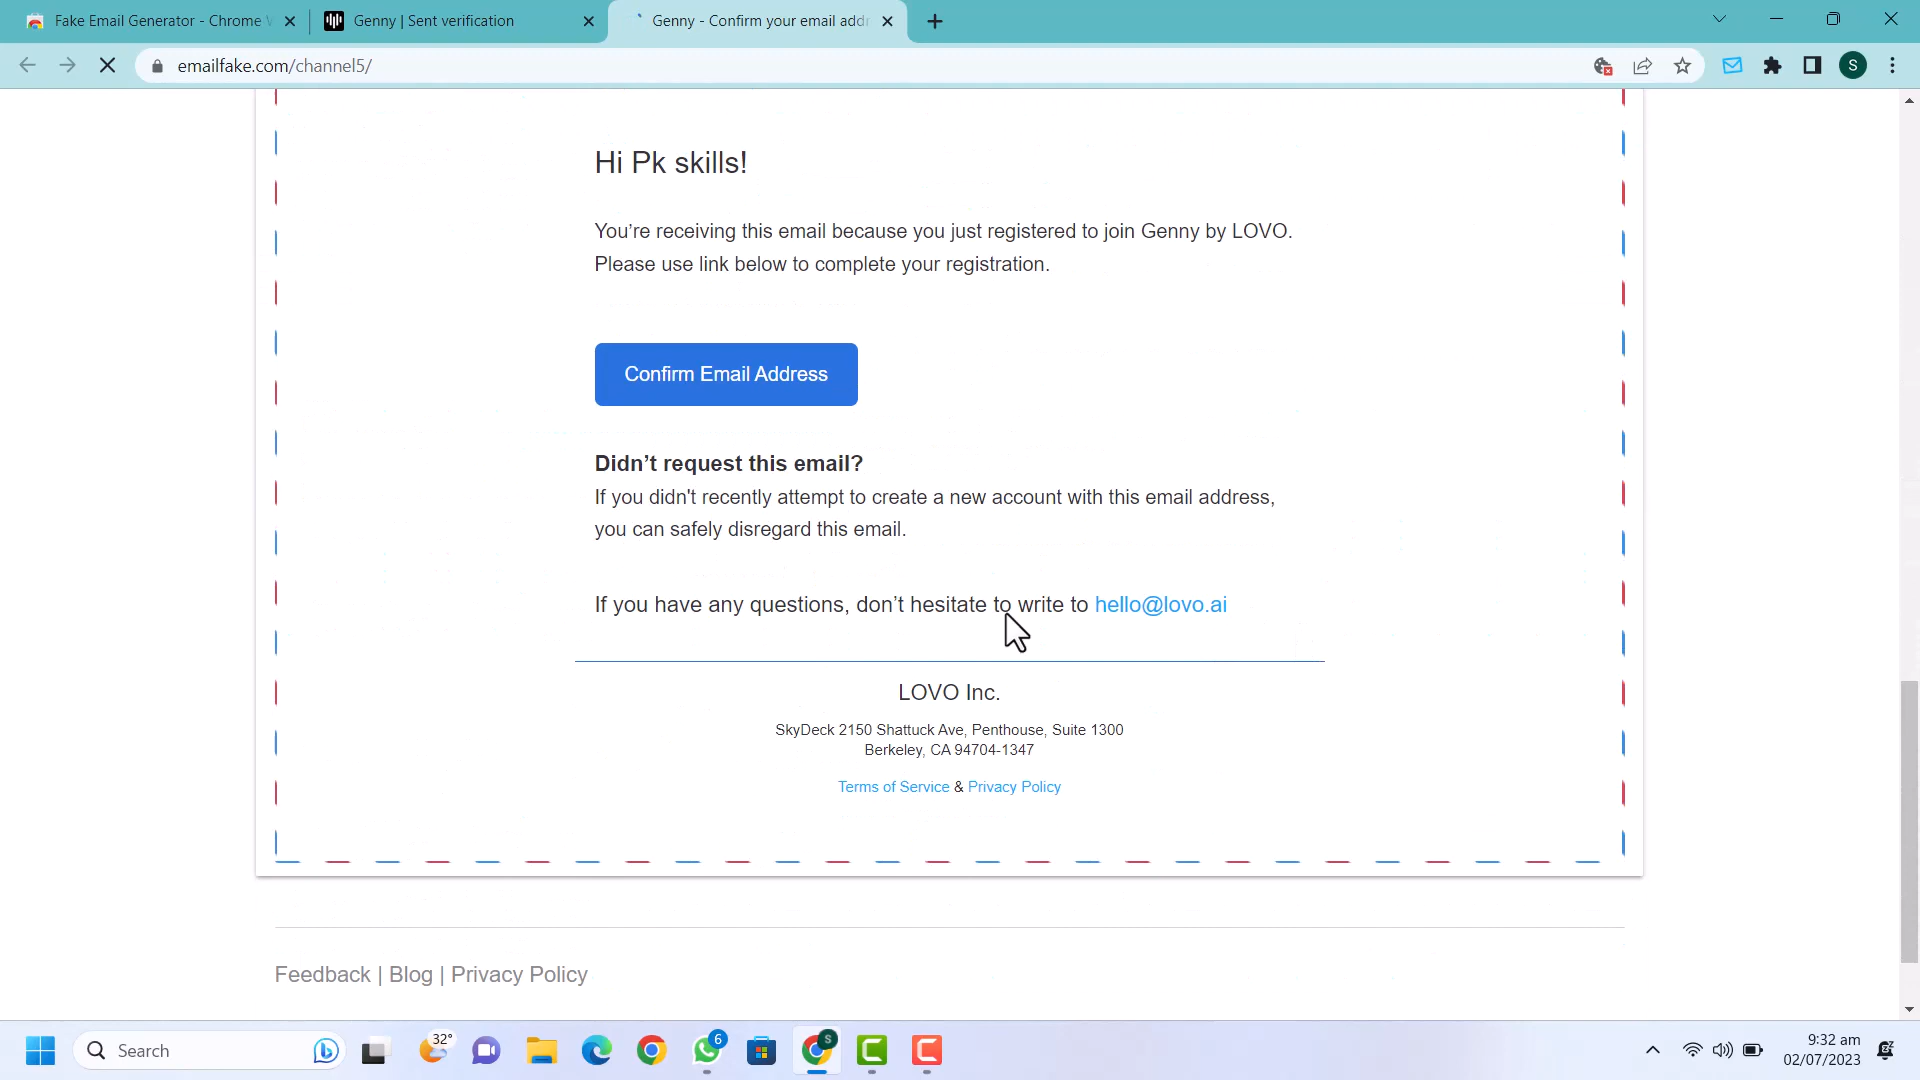 Fake Email Generator - Chrome W
Genny | Sent verification
Genny - Confirm your email addr
emailfake.com/channel5/
S
Hi Pk skills!
You’re receiving this email because you just registered to join Genny by LOVO.
Please use link below to complete your registration.
Confirm Email Address
Didn’t request this email?
If you didn't recently attempt to create a new account with this email address,
you can safely disregard this email.
If you have any questions, don’t hesitate to write to hello@lovo.ai
LOVO Inc.
SkyDeck 2150 Shattuck Ave, Penthouse, Suite 1300
Berkeley, CA 94704-1347
Terms of Service & Privacy Policy
Feedback | Blog | Privacy Policy
Search
32°
6
S
9:32 am
02/07/2023